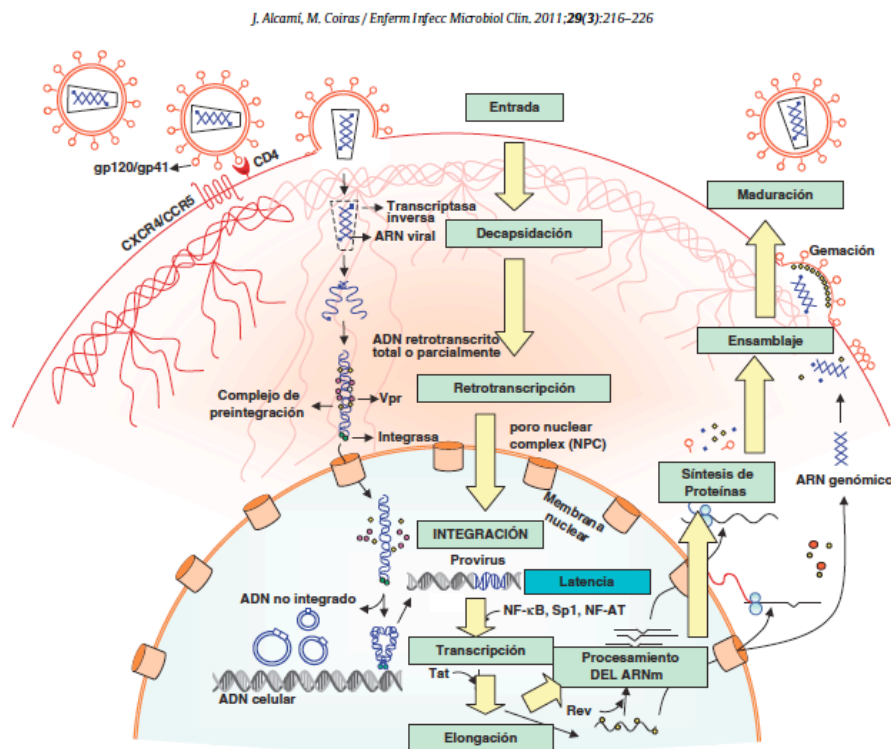 J. Alcamí, M. Coiras / Enferm Infecc Microbiol Clin. 2011;29(3):216–226
Entrada
gp120/gp41
CD4
CXCR4/CCR5
Transcriptasa
inversa
ARN viral
Decapsidación
Maduración
Gemación
ADN retrotranscrito
total o parcialmente
Ensamblaje
Retrotranscripción
Complejo de
preintegración
Vpr
Integrasa
poro nuclear
complex (NPC)
Síntesis de
Proteínas
ARN genómico
Membrana
nuclear
INTEGRACIÓN
Provirus
Latencia
ADN no integrado
NF-κB, Sp1, NF-AT
Transcripción
Procesamiento
DEL ARNm
Tat
ADN celular
Rev
Elongación